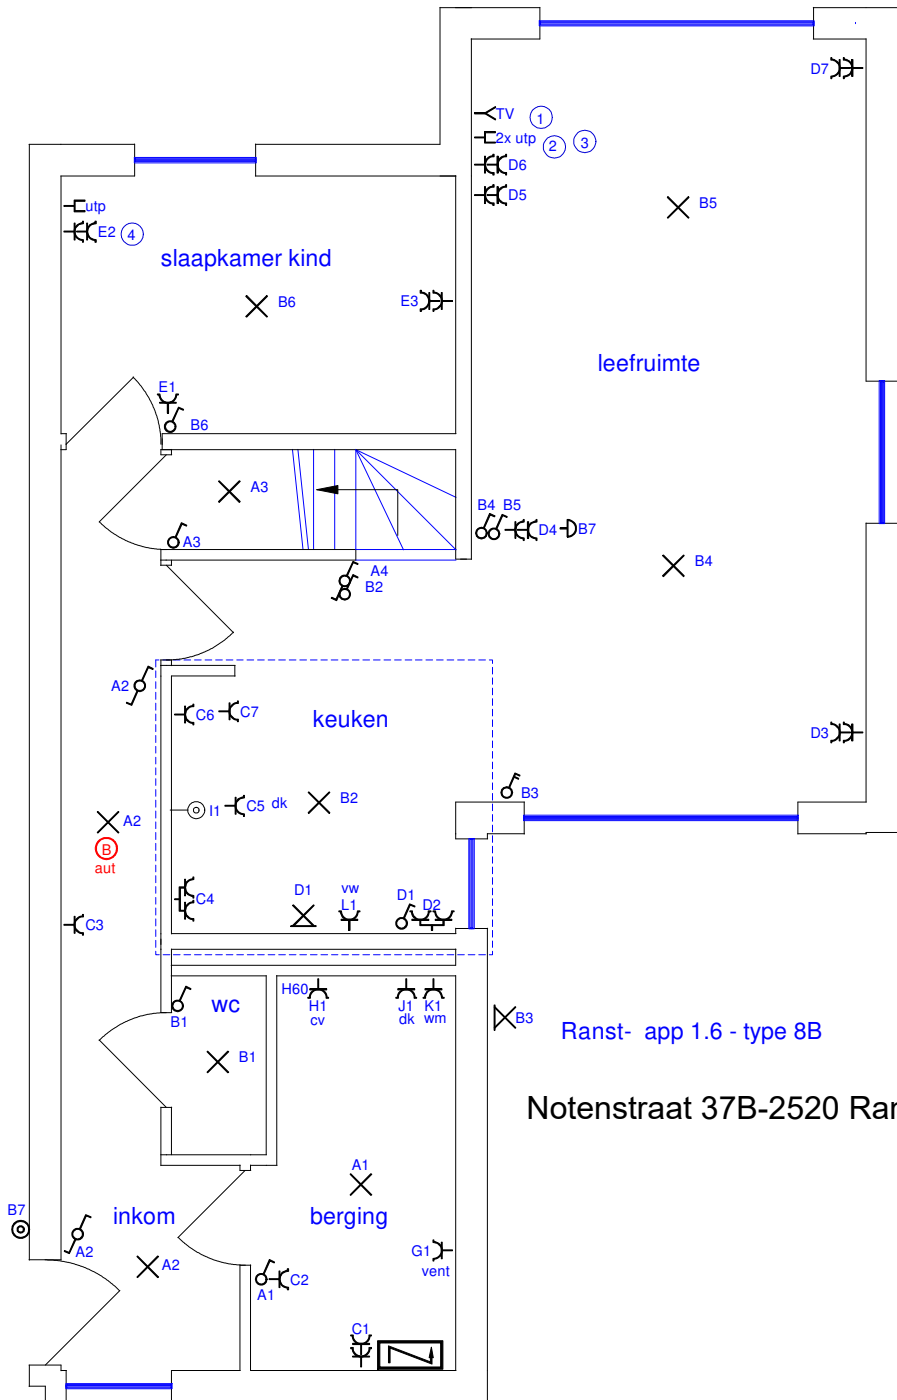 D7
TV 1
2x utp 2 3
D6
D5
B5
utp
E2 4
slaapkamer kind
B6
E3
leefruimte
E1
B6
A3
A3
B4 B5
D4 B7
B4
A4
B2
A2
C6 C7
keuken
D3
I1 C5 dk
B2
B3
A2
B
aut
C4
D1
vw
L1
D1 D2
C3
H60
H1
cv
J1
dk
K1
wm
B1
wc
B1
B3
Ranst- app 1.6 - type 8B
Notenstraat 37B-2520
A1
B7
inkom
berging
A2
A2
G1
vent
A1
C2
C1